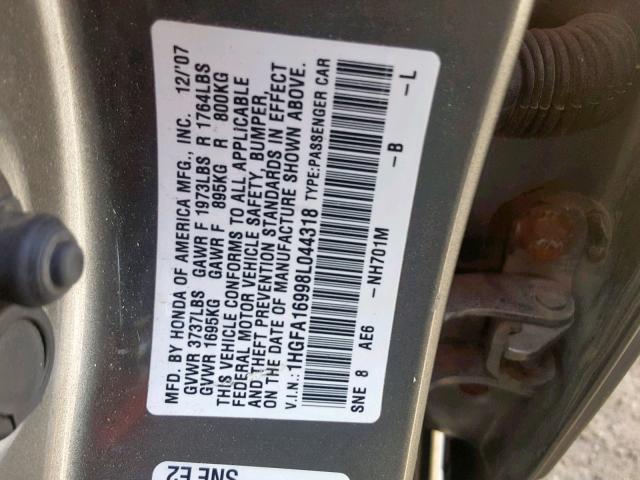 MFD. BY HONDA OF AMERICA MFG., INC. 12/'07
GVWR 3737LBS GAWR F 1973LBS R 1764LBS
GVWR 1695KG GAWR F 895KG R 800KG
THIS VEHICLE CONFORMS TO ALL APPLICABLE
FEDERAL MOTOR VEHICLE SAFETY, BUMPER,
AND THEFT PREVENTION STANDARDS IN EFFECT
ON THE DATE OF MANUFACTURE SHOWN ABOVE.
V.I.N.: 1HGFA16998L044318 TYPE:PASSENGER CAR
SNE 8 AE6 - NH701M - B - L
SNE E2